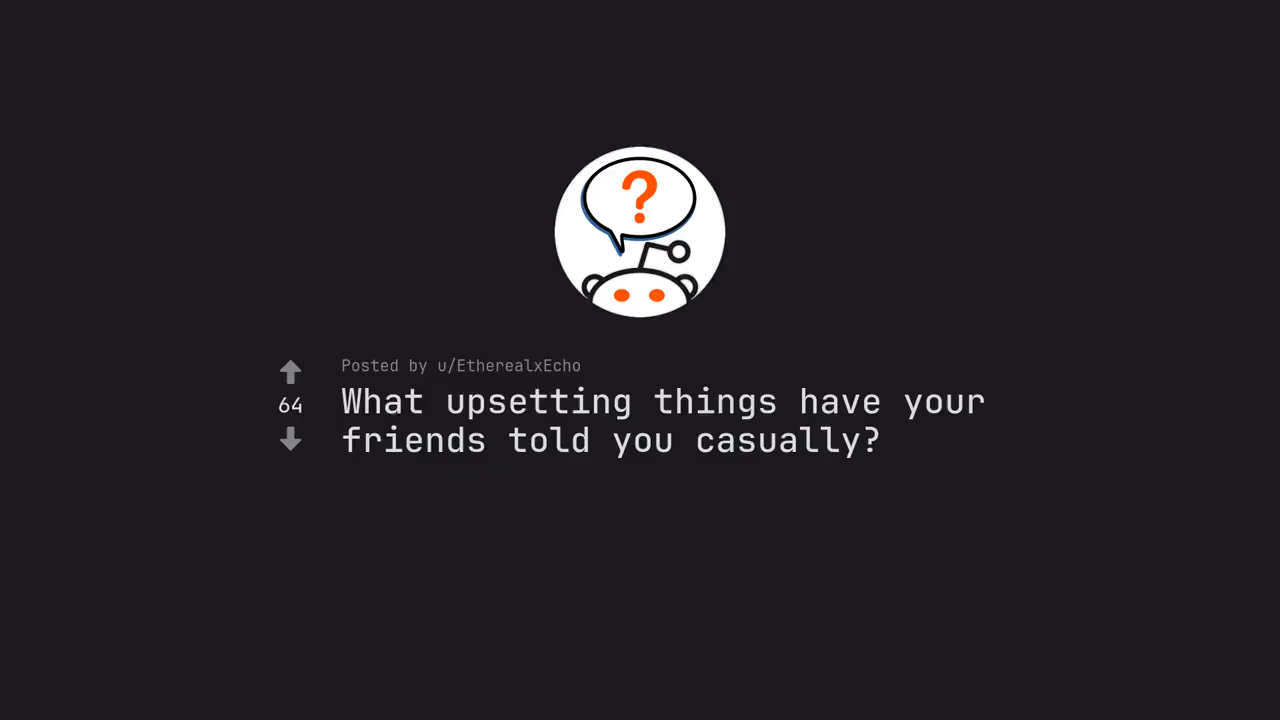 ?
Posted by u/EtherealxEcho
64
What upsetting things have your
friends told you casually?